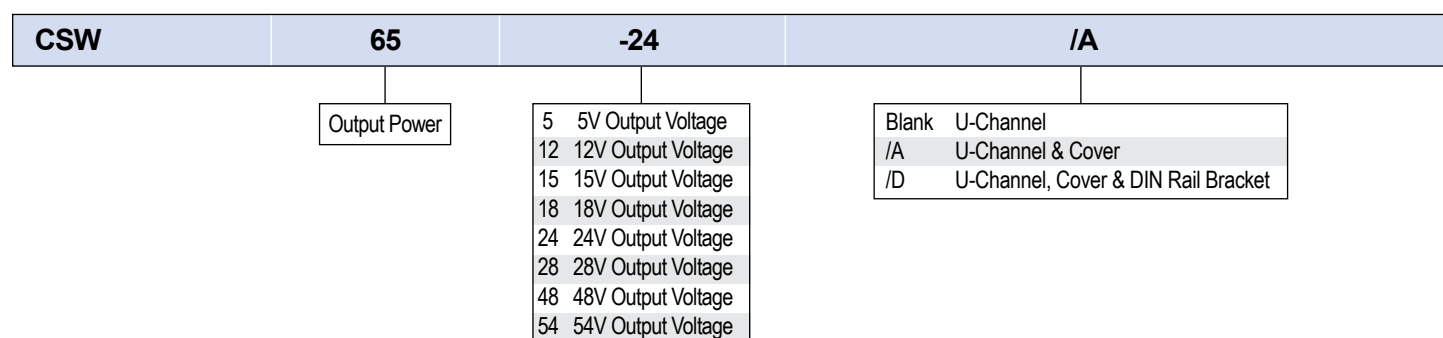 CSW 65 -24 /A
Output Power
5 5V Output Voltage
12 12V Output Voltage
15 15V Output Voltage
18 18V Output Voltage
24 24V Output Voltage
28 28V Output Voltage
48 48V Output Voltage
54 54V Output Voltage
Blank U-Channel
/A U-Channel & Cover
/D U-Channel, Cover & DIN Rail Bracket